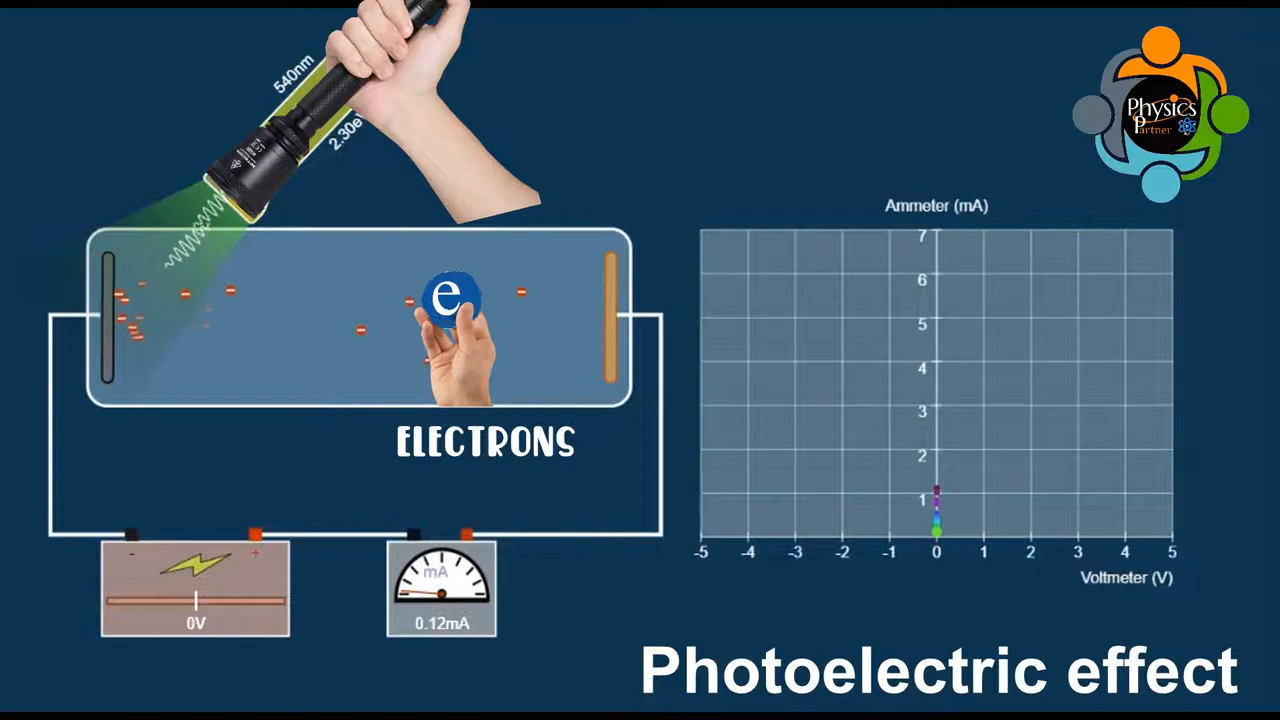 540nm
2.30e
Physics
Partner
Ammeter (mA)
7
6
5
4
3
2
1
-5 -4 -3 -2 -1 0 1 2 3 4 5
Voltmeter (V)
e
ELECTRONS
- +
0V
mA
0.12mA
Photoelectric effect